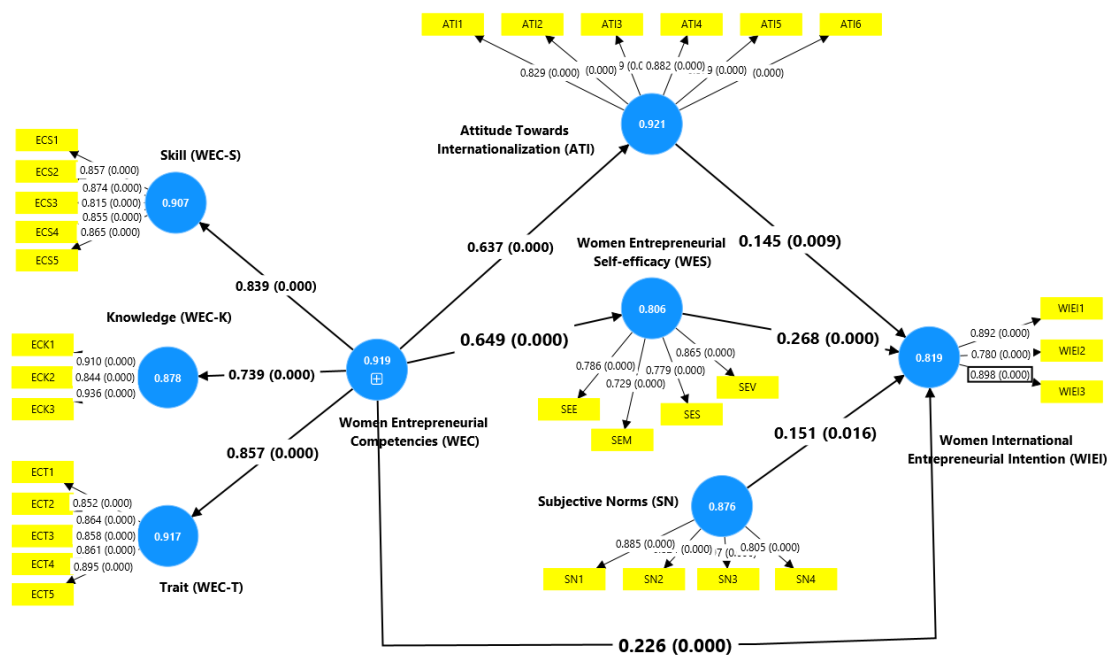 ATI1 ATI2 ATI3 ATI4 ATI5 ATI6
0.829 (0.000) (0.000) 0.882 (0.000) (0.000) (0.000)
0.921
Attitude Towards
Internationalization (ATI)
ECS1
ECS2
ECS3
ECS4
ECS5
0.857 (0.000)
0.874 (0.000)
0.815 (0.000)
0.855 (0.000)
0.865 (0.000)
Skill (WEC-S)
0.907
0.637 (0.000)
0.145 (0.009)
Women Entrepreneurial
Self-efficacy (WES)
0.839 (0.000)
0.806
Knowledge (WEC-K)
ECK1
ECK2
ECK3
0.910 (0.000)
0.844 (0.000)
0.936 (0.000)
0.878
0.739 (0.000)
0.919
0.649 (0.000)
0.268 (0.000)
0.786 (0.000)
0.729 (0.000)
0.779 (0.000)
0.865 (0.000)
SEE
SEM
SES
SEV
0.819
0.892 (0.000)
0.780 (0.000)
0.898 (0.000)
WIEI1
WIEI2
WIEI3
Women Entrepreneurial
Competencies (WEC)
0.857 (0.000)
0.151 (0.016)
Women International
Entrepreneurial Intention (WIEI)
ECT1
ECT2
ECT3
ECT4
ECT5
0.852 (0.000)
0.864 (0.000)
0.858 (0.000)
0.861 (0.000)
0.895 (0.000)
0.917
Trait (WEC-T)
Subjective Norms (SN)
0.876
0.885 (0.000) (0.000) 0.805 (0.000)
SN1 SN2 SN3 SN4
0.226 (0.000)